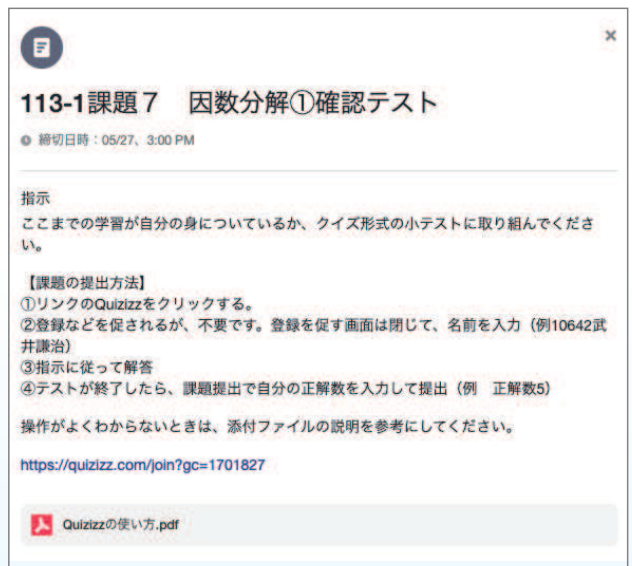 113-1課題7　因数分解①確認テスト
締切日時：05/27、3:00 PM
指示
ここまでの学習が自分の身についているか、クイズ形式の小テストに取り組んでくださ
い。
【課題の提出方法】
①リンクのQuizizzをクリックする。
②登録などを促されるが、不要です。登録を促す画面は閉じて、名前を入力（例10642武
井謙治）
③指示に従って解答
④テストが終了したら、課題提出で自分の正解数を入力して提出（例　正解数5）
操作がよくわからないときは、添付ファイルの説明を参考にしてください。
https://quizizz.com/join?gc=1701827
Quizizzの使い方.pdf